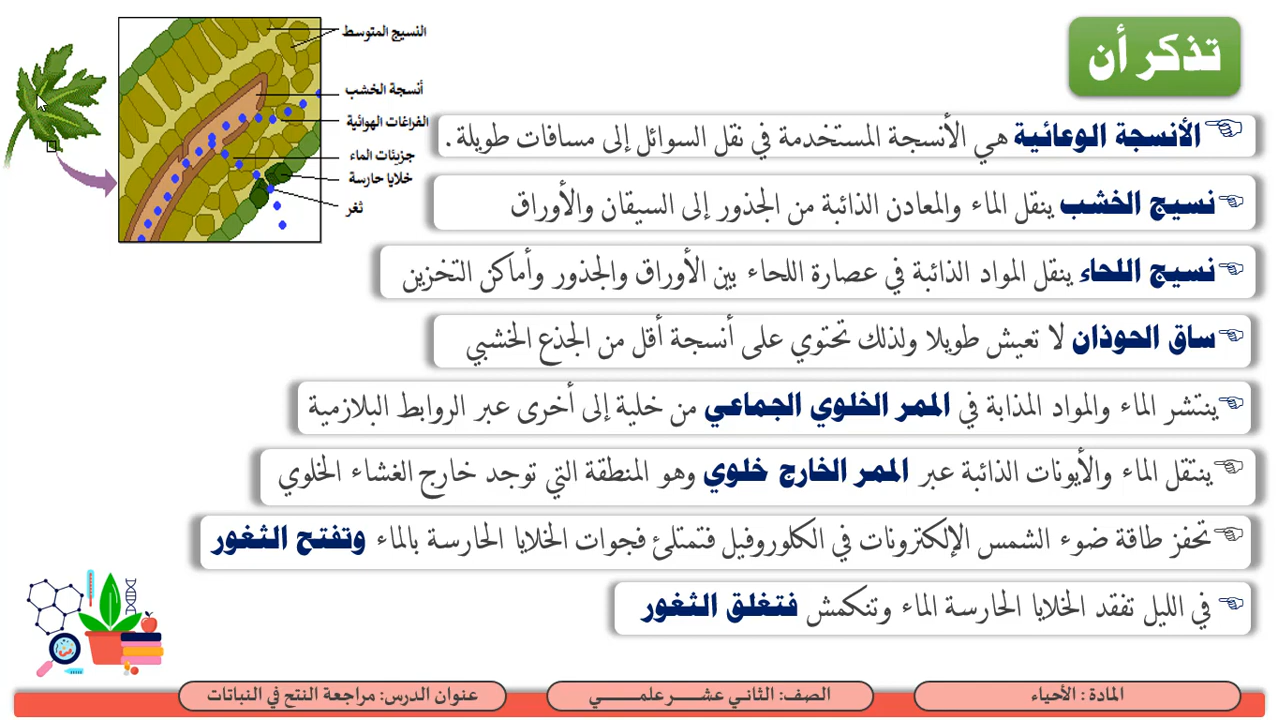 تذكر أن
النسيج المتوسط
أنسجة الخشب
الفراغات الهوائية
جزيئات الماء
خلايا حارسة
ثغر
الأنسجة الوعائية هي الأنسجة المستخدمة في نقل السوائل إلى مسافات طويلة.
نسيج الخشب ينقل الماء والمعادن الذائبة من الجذور إلى السيقان والأوراق
نسيج اللحاء ينقل المواد الذائبة في عصارة اللحاء بين الأوراق والجذور وأماكن التخزين
ساق الحوذان لا تعيش طويلا ولذلك تحتوي على أنسجة أقل من الجذع الخشبي
ينتشر الماء والمواد المذابة في الممر الخلوي الجماعي من خلية إلى أخرى عبر الروابط البلازمية
ينتقل الماء والأيونات الذائبة عبر الممر الخارج خلوي وهو المنطقة التي توجد خارج الغشاء الخلوي
تحفز طاقة ضوء الشمس الإلكترونات في الكلوروفيل فتمتلئ فجوات الخلايا الحارسة بالماء وتفتح الثغور
في الليل تفقد الخلايا الحارسة الماء وتنكمش فتغلق الثغور
المادة : الأحياء
الصف: الثاني عشر علمي
عنوان الدرس: مراجعة النتح في النباتات